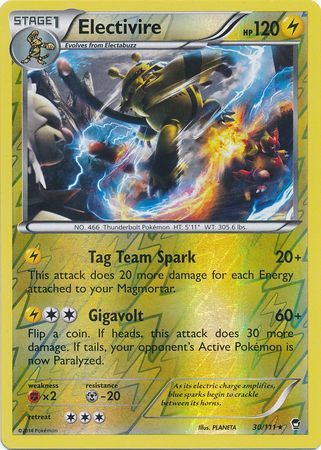 STAGE1 Electivire HP120
Evolves from Electabuzz
NO. 466 Thunderbolt Pokémon HT: 5'11" WT: 305.6 lbs.
Tag Team Spark 20+
This attack does 20 more damage for each Energy
attached to your Magmortar.
Gigavolt 60+
Flip a coin. If heads, this attack does 30 more
damage. If tails, your opponent's Active Pokémon is
now Paralyzed.
weakness resistance
×2 -20
retreat
As its electric charge amplifies,
blue sparks begin to crackle
between its horns.
©2014 Pokémon Illus. PLANETA 30/111★